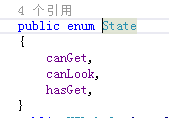 4 个引用
public enum State
{
canGet,
canLook,
hasGet,
}